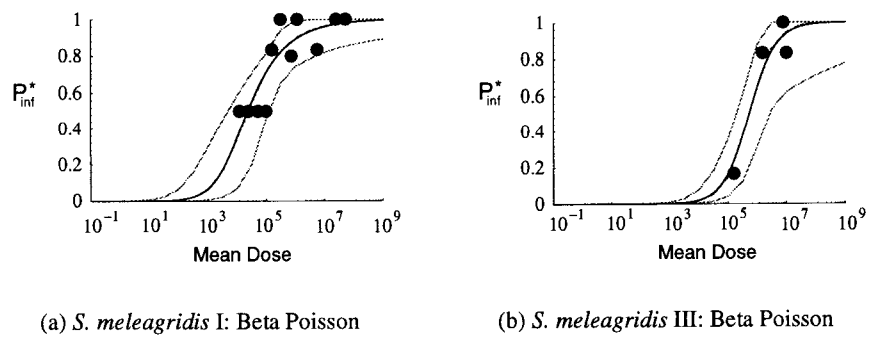 1
0.8
P*inf
0.6
0.4
0.2
0
10^-1 10^1 10^3 10^5 10^7 10^9
Mean Dose
(a) S. meleagridis I: Beta Poisson
1
0.8
P*inf
0.6
0.4
0.2
0
10^-1 10^1 10^3 10^5 10^7 10^9
Mean Dose
(b) S. meleagridis III: Beta Poisson